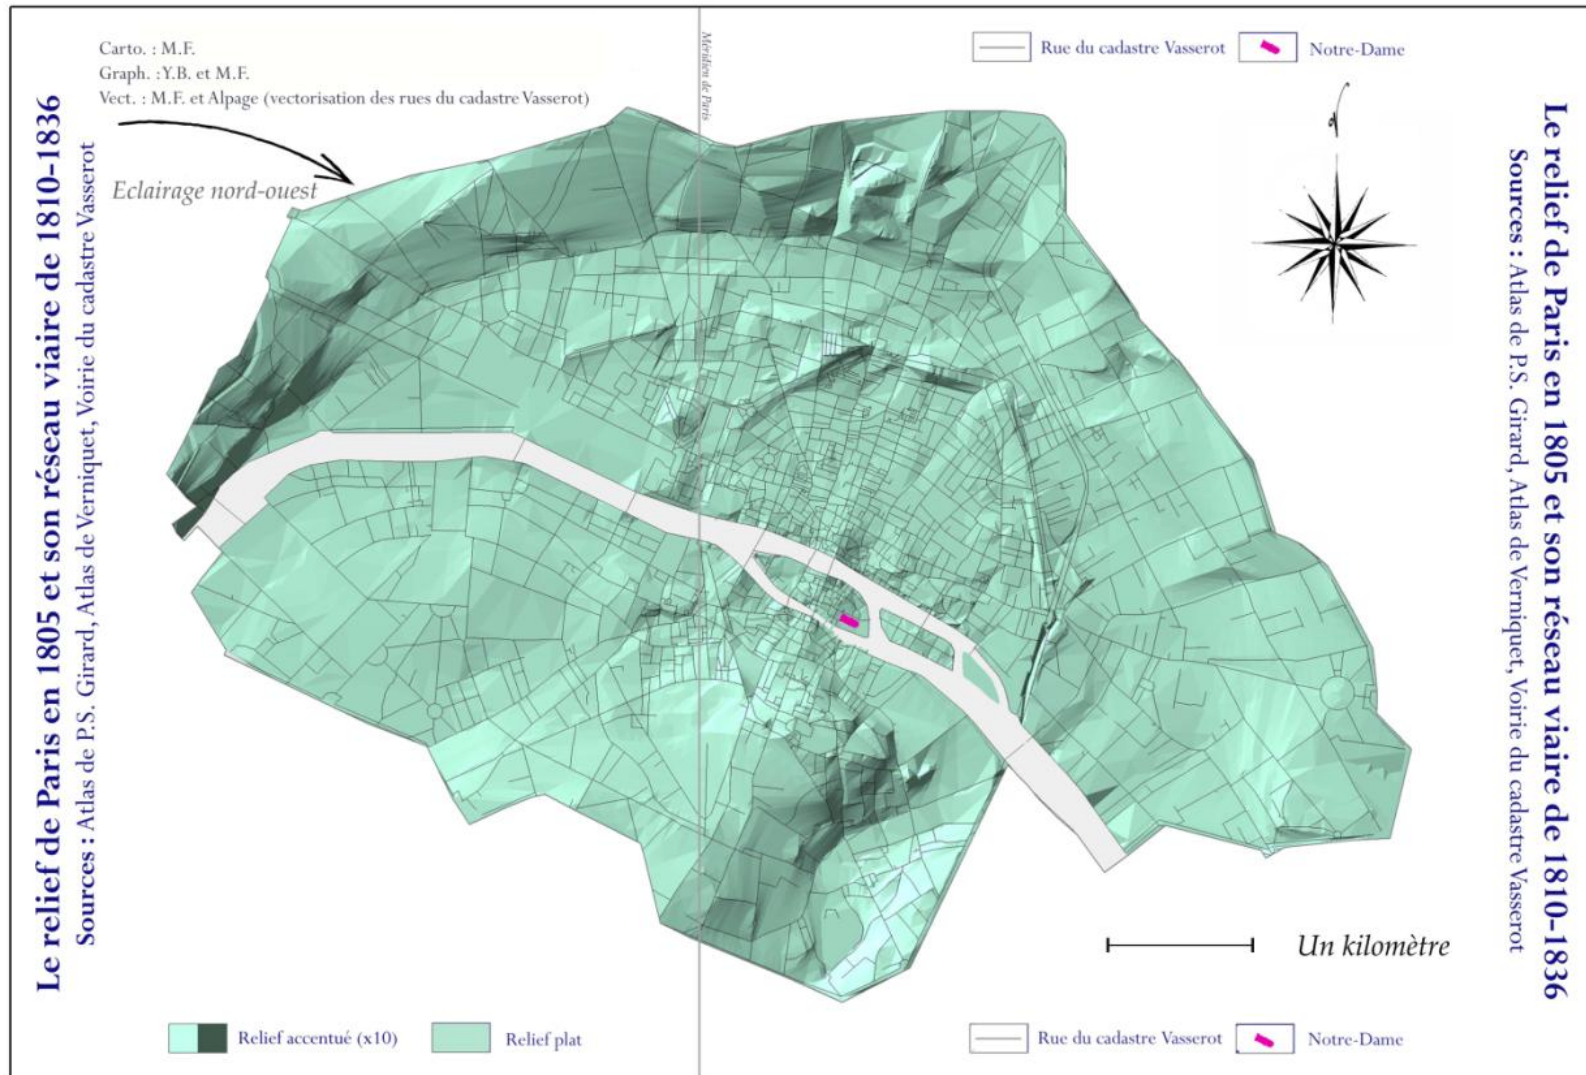 Le relief de Paris en 1805 et son réseau viaire de 1810-1836
Sources : Atlas de P.S. Girard, Atlas de Verniquet, Voirie du cadastre Vasserot
Carto. : M.F.
Graph. :Y.B. et M.F.
Vect. : M.F. et Alpage (vectorisation des rues du cadastre Vasserot)
Eclairage nord-ouest
Méridien de Paris
Rue du cadastre Vasserot
Notre-Dame
Le relief de Paris en 1805 et son réseau viaire de 1810-1836
Sources : Atlas de P.S. Girard, Atlas de Verniquet, Voirie du cadastre Vasserot
Un kilomètre
Relief accentué (x10)
Relief plat
Rue du cadastre Vasserot
Notre-Dame